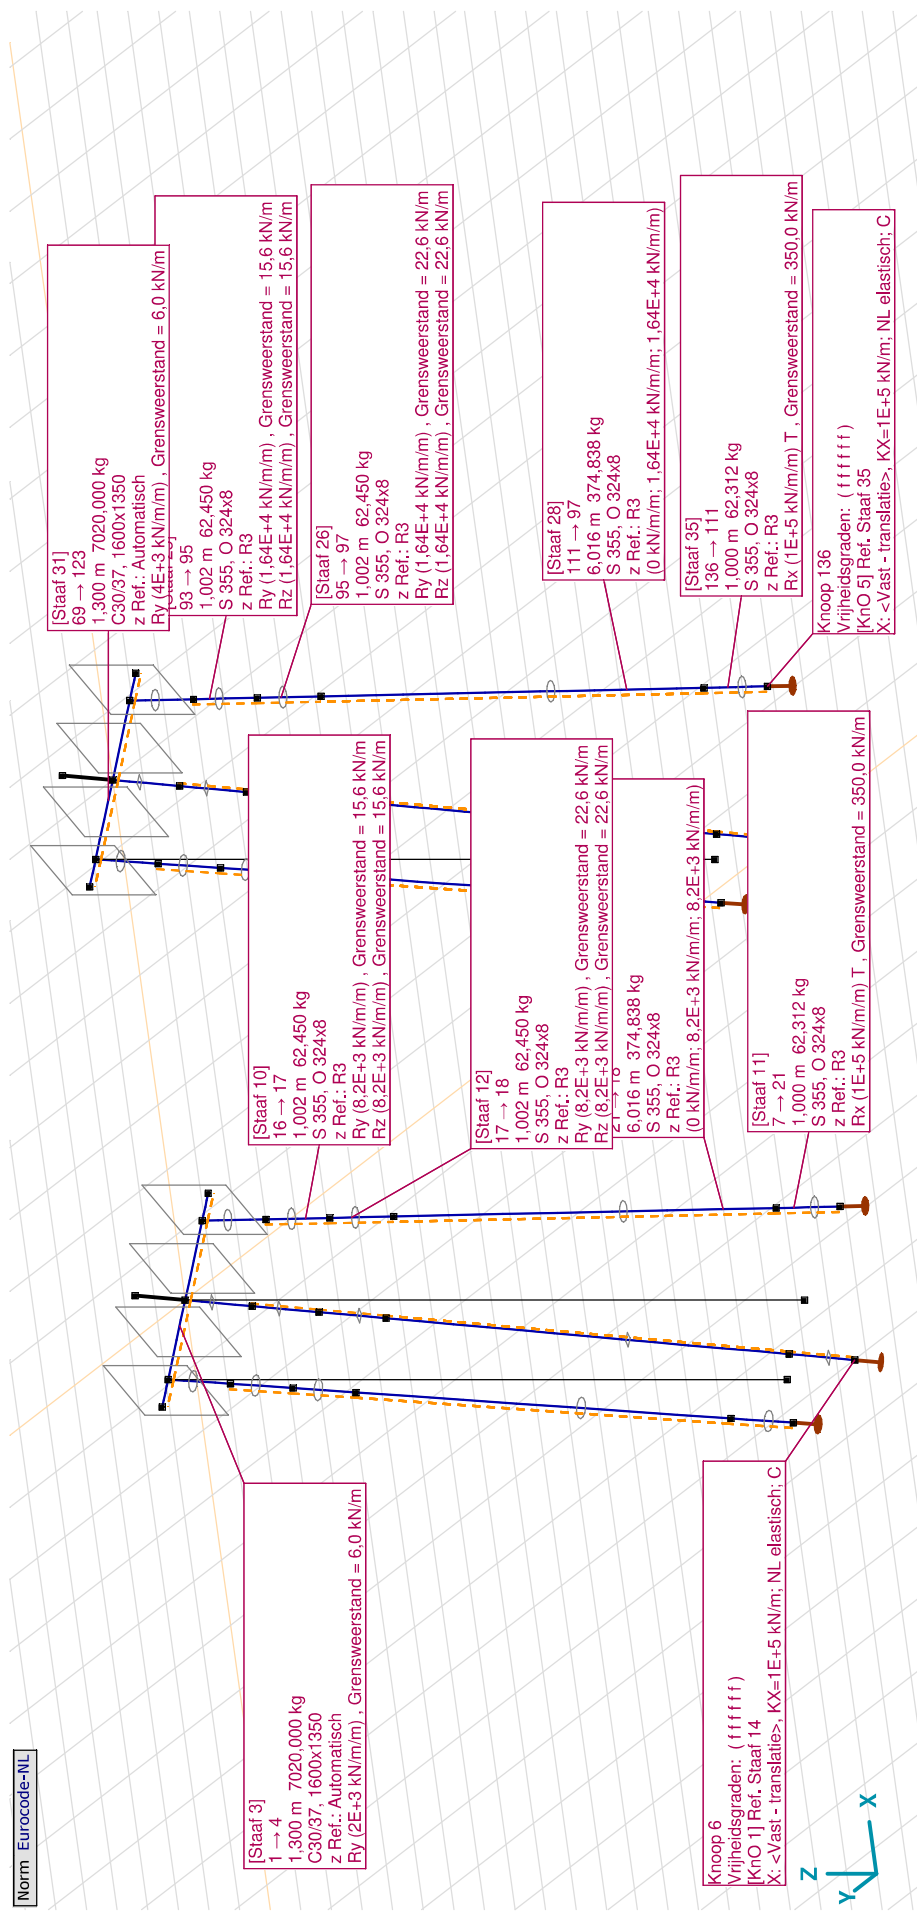 Norm Eurocode-NL
[Staaf 3]
1 → 4
1,300 m 7020,000 kg
C30/37, 1600x1350
z Ref.: Automatisch
Ry (2E+3 kN/m/m) , Grensweerstand = 6,0 kN/m
Knoop 6
Vrijheidsgraden: ( f f f f f f )
[KnO 1] Ref. Staaf 14
X: <Vast - translatie>, KX=1E+5 kN/m; NL elastisch; C
[Staaf 10]
16 → 17
1,002 m 62,450 kg
S 355, O 324x8
z Ref.: R3
Ry (8,2E+3 kN/m/m) , Grensweerstand = 15,6 kN/m
Rz (8,2E+3 kN/m/m) , Grensweerstand = 15,6 kN/m
[Staaf 12]
17 → 18
1,002 m 62,450 kg
S 355, O 324x8
z Ref.: R3
Ry (8,2E+3 kN/m/m) , Grensweerstand = 22,6 kN/m
Rz (8,2E+3 kN/m/m) , Grensweerstand = 22,6 kN/m
21 → 18
6,016 m 374,838 kg
S 355, O 324x8
z Ref.: R3
(0 kN/m/m; 8,2E+3 kN/m/m; 8,2E+3 kN/m/m)
[Staaf 11]
7 → 21
1,000 m 62,312 kg
S 355, O 324x8
z Ref.: R3
Rx (1E+5 kN/m/m) T , Grensweerstand = 350,0 kN/m
[Staaf 31]
69 → 123
1,300 m 7020,000 kg
C30/37, 1600x1350
z Ref.: Automatisch
Ry (4E+3 kN/m/m) , Grensweerstand = 6,0 kN/m
93 → 95
1,002 m 62,450 kg
S 355, O 324x8
z Ref.: R3
Ry (1,64E+4 kN/m/m) , Grensweerstand = 15,6 kN/m
Rz (1,64E+4 kN/m/m) , Grensweerstand = 15,6 kN/m
[Staaf 26]
95 → 97
1,002 m 62,450 kg
S 355, O 324x8
z Ref.: R3
Ry (1,64E+4 kN/m/m) , Grensweerstand = 22,6 kN/m
Rz (1,64E+4 kN/m/m) , Grensweerstand = 22,6 kN/m
[Staaf 28]
111 → 97
6,016 m 374,838 kg
S 355, O 324x8
z Ref.: R3
(0 kN/m/m; 1,64E+4 kN/m/m; 1,64E+4 kN/m/m)
[Staaf 35]
136 → 111
1,000 m 62,312 kg
S 355, O 324x8
z Ref.: R3
Rx (1E+5 kN/m/m) T , Grensweerstand = 350,0 kN/m
Knoop 136
Vrijheidsgraden: ( f f f f f f )
[KnO 5] Ref. Staaf 35
X: <Vast - translatie>, KX=1E+5 kN/m; NL elastisch; C
Z
Y
X